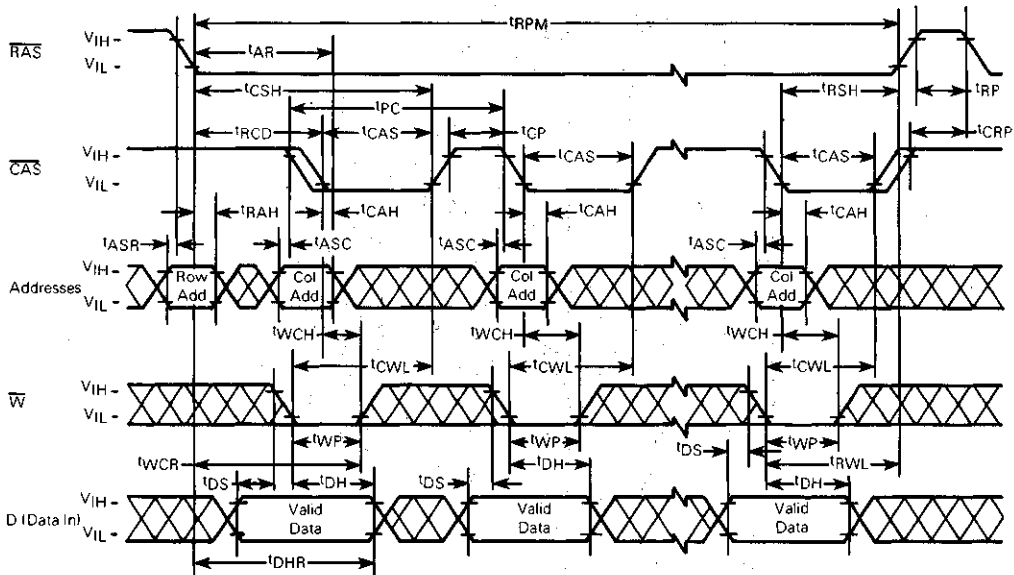 tRPM
RAS VIH VIL tAR
tCSH tRSH tRP
tPC
tRCD tCAS tCP tCRP
CAS VIH VIL tCAS tCAS
tRAH tCAH tCAH tCAH
tASR tASC tASC tASC
Addresses VIH VIL Row Add Col Add Col Add Col Add
tWCH tWCH tWCH
tCWL tCWL tCWL
W VIH VIL
tWP tWP tDS tWP
tWCR tRWL
tDS tDH tDS tDH tDH
D (Data In) VIH VIL Valid Data Valid Data Valid Data
tDHR